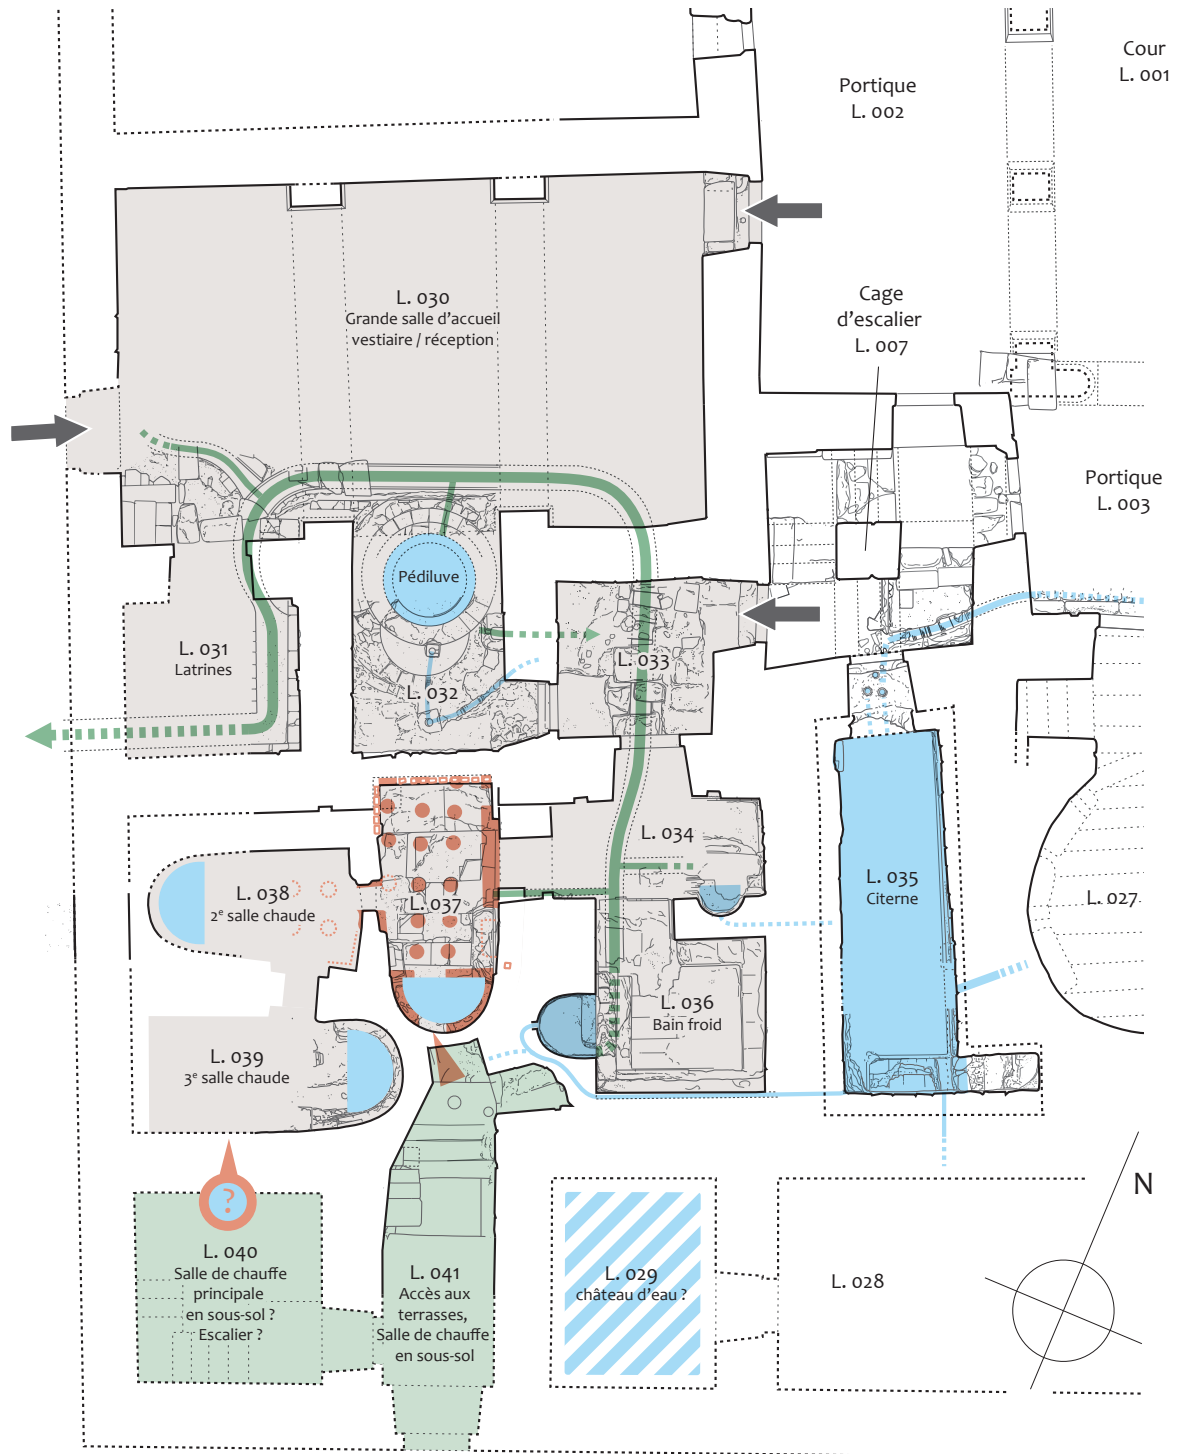 Cour
L. 001
Portique
L. 002
L. 030
Grande salle d'accueil
vestiaire / réception
Cage
d'escalier
L. 007
Portique
L. 003
Pédiluve
L. 031
Latrines
L. 032
L. 033
L. 034
L. 035
Citerne
L. 027
L. 038
2e salle chaude
L. 037
L. 036
Bain froid
L. 039
3e salle chaude
?
L. 040
Salle de chauffe
principale
en sous-sol ?
Escalier ?
L. 041
Accès aux
terrasses,
Salle de chauffe
en sous-sol
L. 029
château d'eau ?
L. 028
N